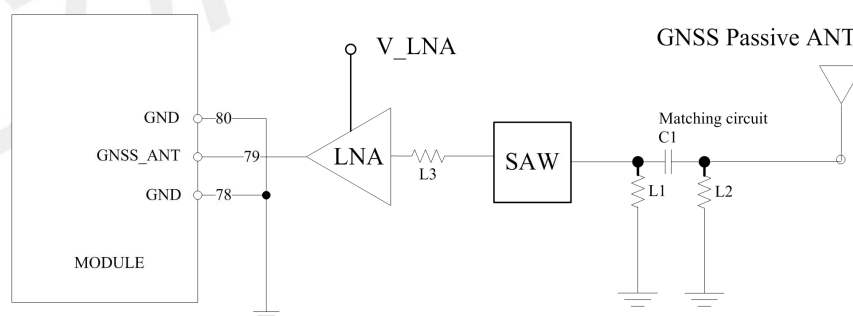 GNSS Passive ANT
V_LNA
Matching circuit
C1
GND
80
GNSS_ANT
79
LNA
L3
SAW
L1
L2
GND
78
MODULE